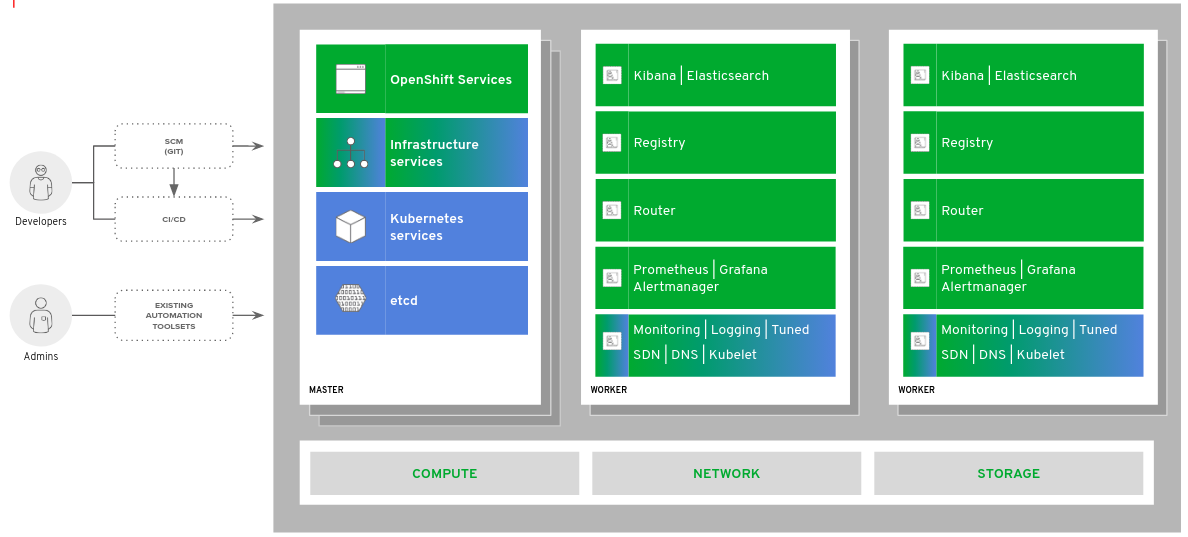 Developers
SCM
(GIT)
CI/CD
Admins
EXISTING
AUTOMATION
TOOLSETS
OpenShift Services
Infrastructure
services
Kubernetes
services
etcd
MASTER
Kibana | Elasticsearch
Registry
Router
Prometheus | Grafana
Alertmanager
Monitoring | Logging | Tuned
SDN | DNS | Kubelet
WORKER
Kibana | Elasticsearch
Registry
Router
Prometheus | Grafana
Alertmanager
Monitoring | Logging | Tuned
SDN | DNS | Kubelet
WORKER
COMPUTE
NETWORK
STORAGE